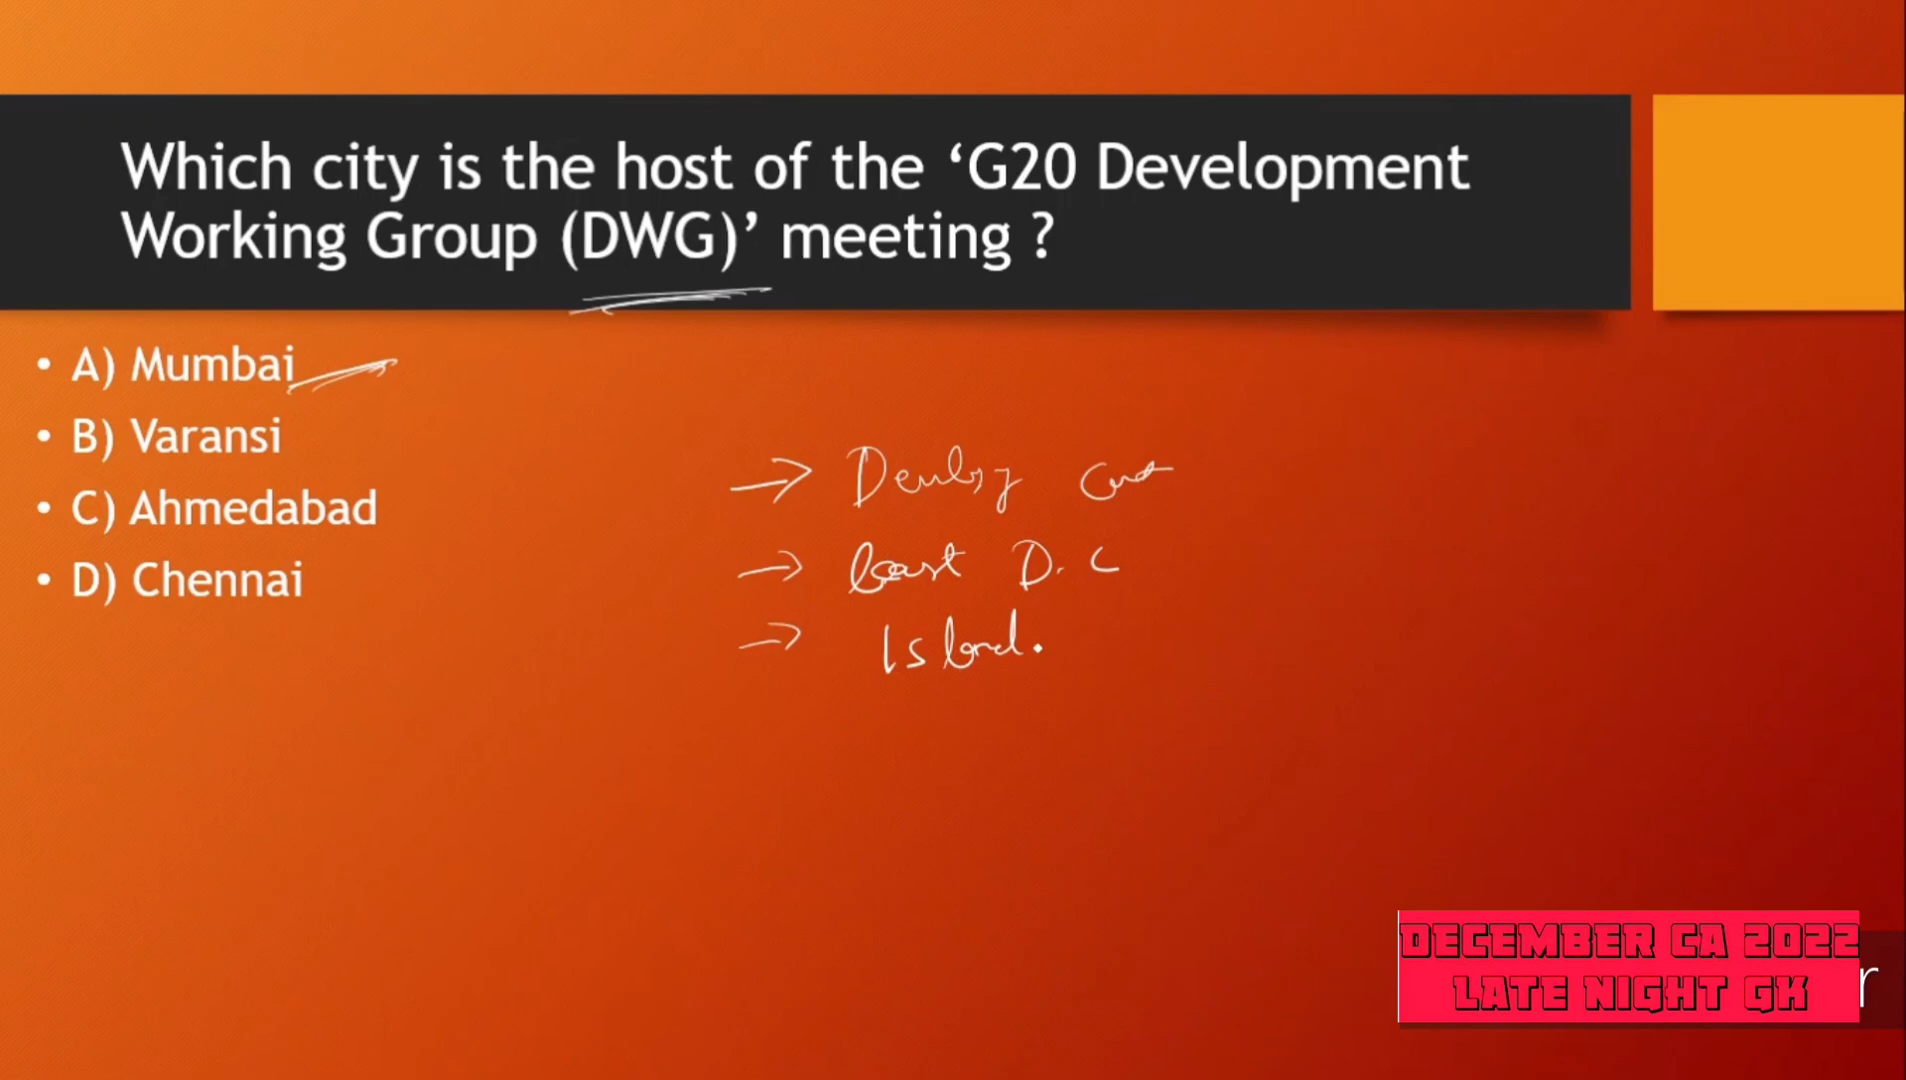 Which city is the host of the ‘G20 Development
Working Group (DWG)’ meeting ?
• A) Mumbai
• B) Varansi
• C) Ahmedabad
• D) Chennai
→
→ least D. C
→ Island.
DECEMBER CA 2022
LATE NIGHT GK
r